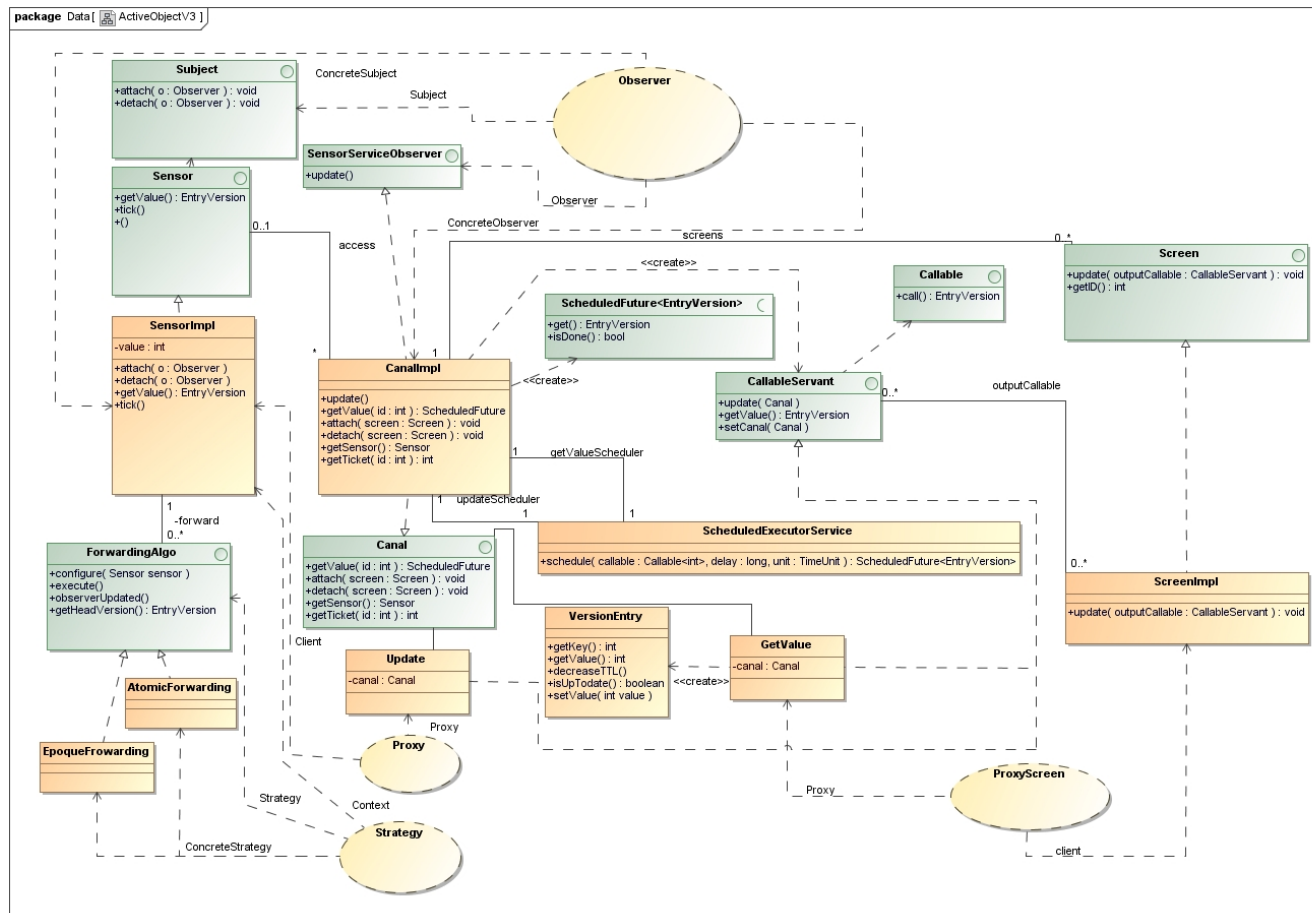 package Data [ ActiveObjectV3 ]
Subject
+attach( o : Observer ) : void
+detach( o : Observer ) : void
ConcreteSubject
Subject
Observer
SensorServiceObserver
+update()
Observer
ConcreteObserver
Sensor
+getValue() : EntryVersion
+tick()
+()
0..1
access
*
screens
1
0..*
<<create>>
Screen
+update( outputCallable : CallableServant ) : void
+getID() : int
Callable
+call() : EntryVersion
ScheduledFuture<EntryVersion>
+get() : EntryVersion
+isDone() : bool
<<create>>
SensorImpl
-value : int
+attach( o : Observer )
+detach( o : Observer )
+getValue() : EntryVersion
+tick()
CanalImpl
+update()
+getValue( id : int ) : ScheduledFuture
+attach( screen : Screen ) : void
+detach( screen : Screen ) : void
+getSensor() : Sensor
+getTicket( id : int ) : int
CallableServant
+update( Canal )
+getValue() : EntryVersion
+setCanal( Canal )
0..*
outputCallable
0..*
1
getValueScheduler
1
1
updateScheduler
1
ScheduledExecutorService
+schedule( callable : Callable<int>, delay : long, unit : TimeUnit ) : ScheduledFuture<EntryVersion>
1
-forward
0..*
ForwardingAlgo
+configure( Sensor sensor )
+execute()
+observerUpdated()
+getHeadVersion() : EntryVersion
Canal
+getValue( id : int ) : ScheduledFuture
+attach( screen : Screen ) : void
+detach( screen : Screen ) : void
+getSensor() : Sensor
+getTicket( id : int ) : int
ScreenImpl
+update( outputCallable : CallableServant ) : void
VersionEntry
+getKey() : int
+getValue() : int
+decreaseTTL()
+isUpTodate() : boolean
+setValue( int value )
<<create>>
GetValue
-canal : Canal
Client
Update
-canal : Canal
AtomicForwarding
EpoqueFrowarding
Proxy
Proxy
Strategy
Context
Strategy
ConcreteStrategy
Proxy
ProxyScreen
client